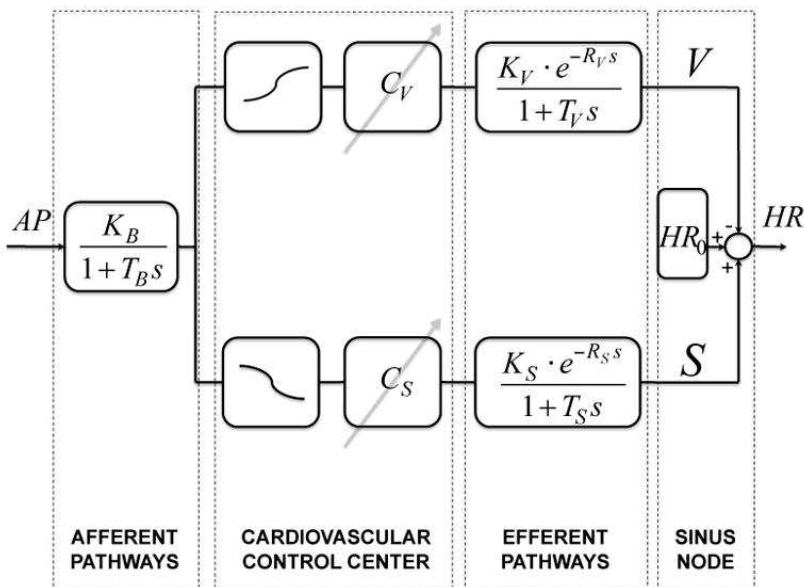 AP
K_B
1+T_B s
C_V
K_V · e^{-R_V s}
1+T_V s
V
HR_0
+
-
+
HR
C_S
K_S · e^{-R_S s}
1+T_S s
S
AFFERENT
PATHWAYS
CARDIOVASCULAR
CONTROL CENTER
EFFERENT
PATHWAYS
SINUS
NODE